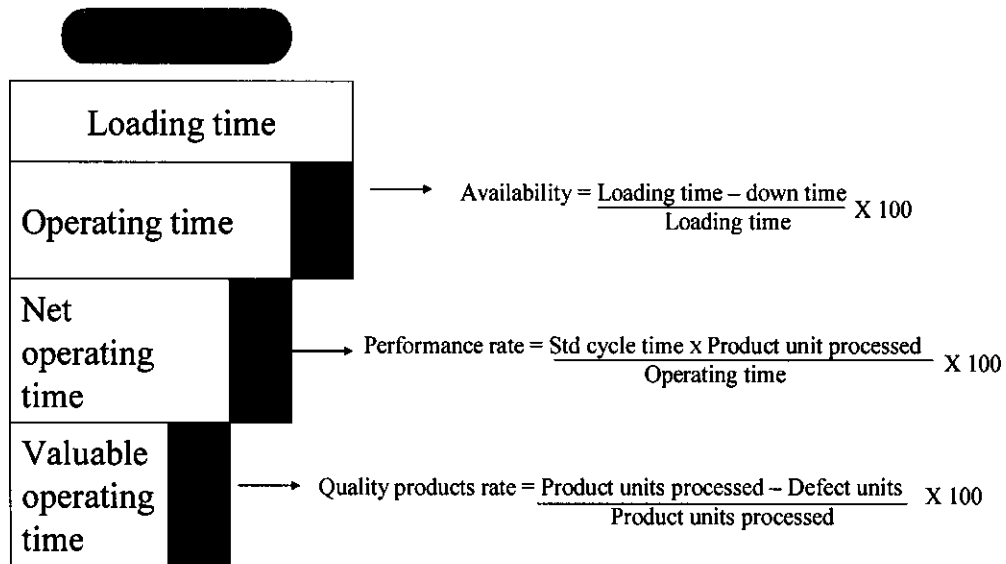 Loading time
Operating time
Availability = Loading time – down time X 100
Loading time
Net
operating
time
Performance rate = Std cycle time x Product unit processed X 100
Operating time
Valuable
operating
time
Quality products rate = Product units processed – Defect units X 100
Product units processed